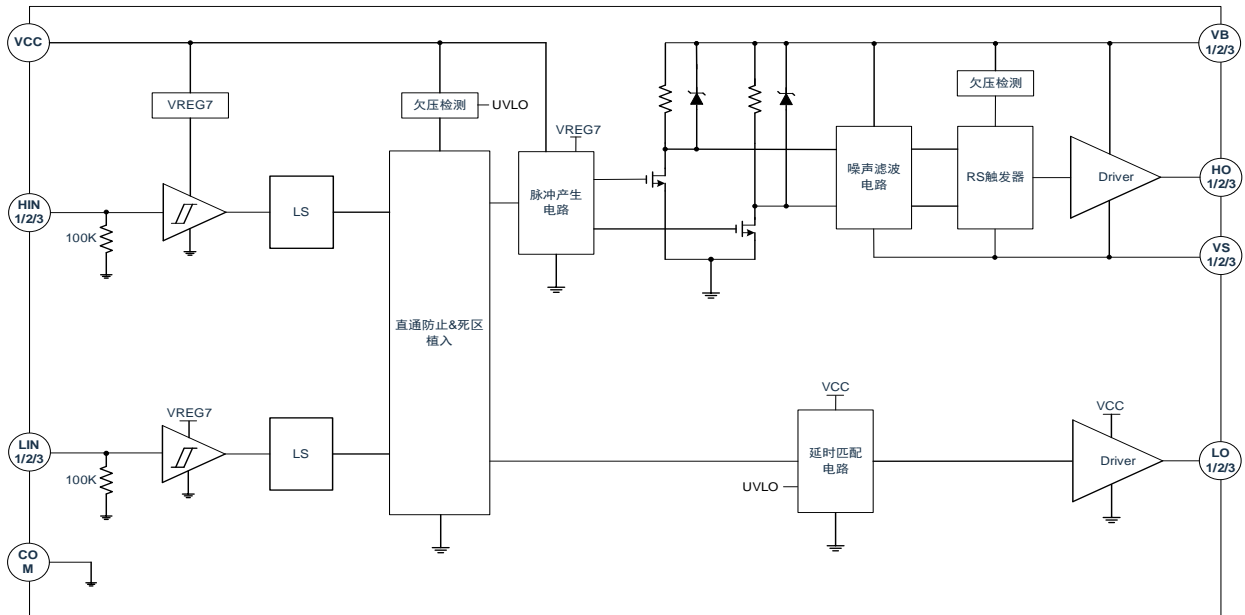 VCC
VB
1/2/3
VREG7
欠压检测
UVLO
欠压检测
VREG7
脉冲产生
电路
噪声滤波
电路
RS触发器
Driver
HO
1/2/3
HIN
1/2/3
100K
LS
VS
1/2/3
直通防止&死区
植入
VCC
VREG7
VCC
LIN
1/2/3
100K
LS
延时匹配
电路
UVLO
Driver
LO
1/2/3
CO
M